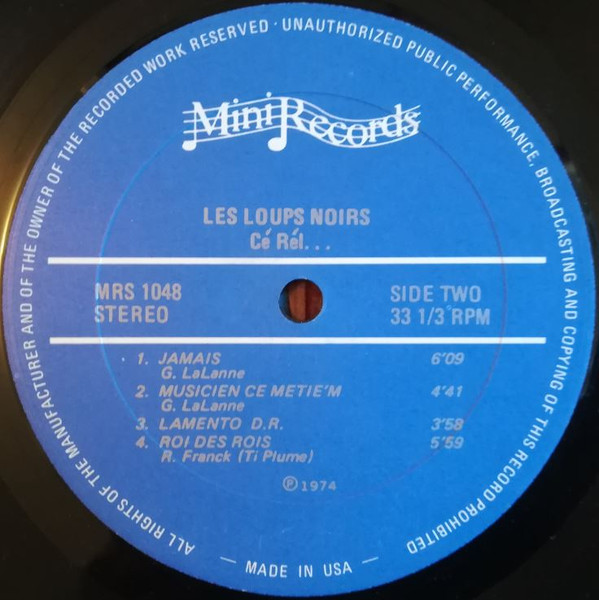 ALL RIGHTS OF THE MANUFACTURER AND OF THE OWNER OF THE RECORDED WORK RESERVED · UNAUTHORIZED PUBLIC PERFORMANCE, BROADCASTING AND COPYING OF THIS RECORD PROHIBITED
Mini Records
LES LOUPS NOIRS
Cé Rél...
MRS 1048
STEREO
SIDE TWO
33 1/3 RPM
1. JAMAIS 6'09
G. LaLanne
2. MUSICIEN CE METIE'M 4'41
G. LaLanne
3. LAMENTO D.R. 3'58
4. ROI DES ROIS 5'59
R. Franck (Ti Plume)
℗ 1974
— MADE IN USA —